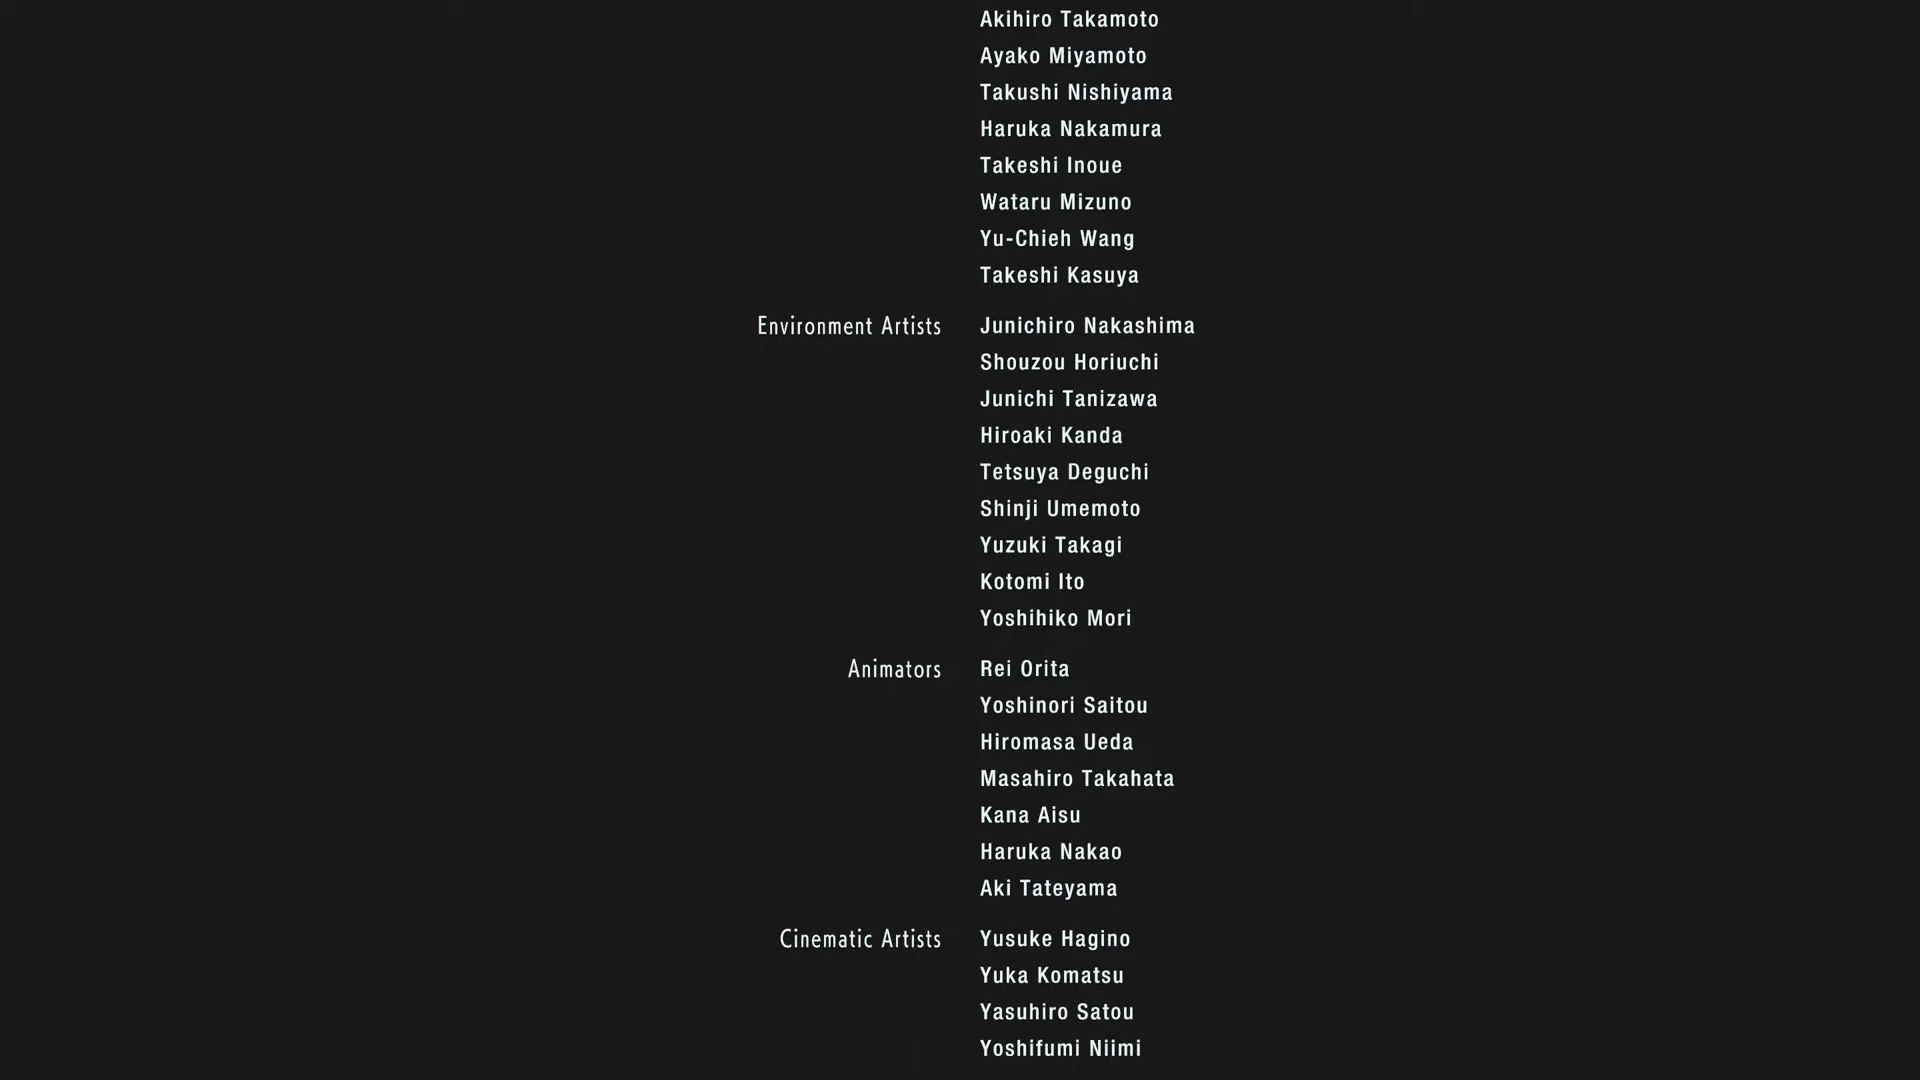 Akihiro Takamoto
Ayako Miyamoto
Takushi Nishiyama
Haruka Nakamura
Takeshi Inoue
Wataru Mizuno
Yu-Chieh Wang
Takeshi Kasuya
Environment Artists Junichiro Nakashima
Shouzou Horiuchi
Junichi Tanizawa
Hiroaki Kanda
Tetsuya Deguchi
Shinji Umemoto
Yuzuki Takagi
Kotomi Ito
Yoshihiko Mori
Animators Rei Orita
Yoshinori Saitou
Hiromasa Ueda
Masahiro Takahata
Kana Aisu
Haruka Nakao
Aki Tateyama
Cinematic Artists Yusuke Hagino
Yuka Komatsu
Yasuhiro Satou
Yoshifumi Niimi